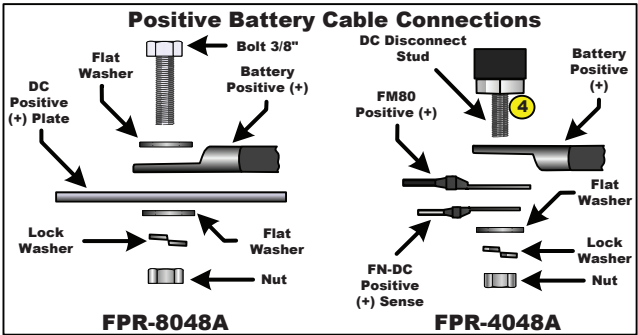 Positive Battery Cable Connections
Bolt 3/8"
Flat
Washer
Battery
Positive (+)
DC
Positive
(+) Plate
Lock
Washer
Flat
Washer
Nut
FPR-8048A
DC Disconnect
Stud
Battery
Positive
(+)
4
FM80
Positive (+)
Flat
Washer
Lock
Washer
FN-DC
Positive
(+) Sense
Nut
FPR-4048A